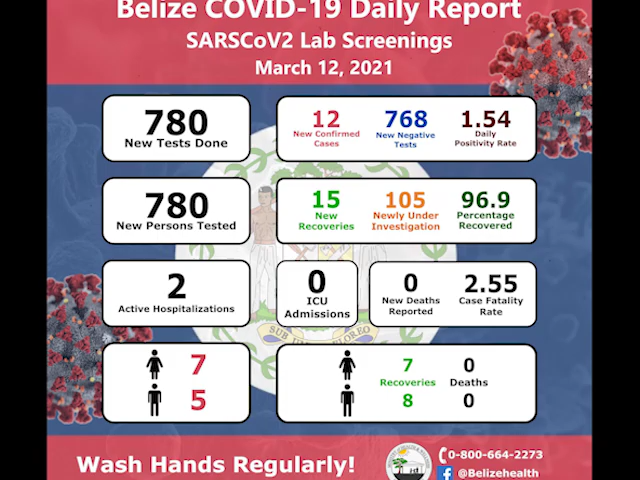 Belize COVID-19 Daily Report
SARSCoV2 Lab Screenings
March 12, 2021
780
New Tests Done
12
New Confirmed
Cases
768
New Negative
Tests
1.54
Daily
Positivity Rate
780
New Persons Tested
15
New
Recoveries
105
Newly Under
Investigation
96.9
Percentage
Recovered
2
Active Hospitalizations
0
ICU
Admissions
0
New Deaths
Reported
2.55
Case Fatality
Rate
7
5
7 0
Recoveries Deaths
8 0
Wash Hands Regularly!
0-800-664-2273
@Belizehealth